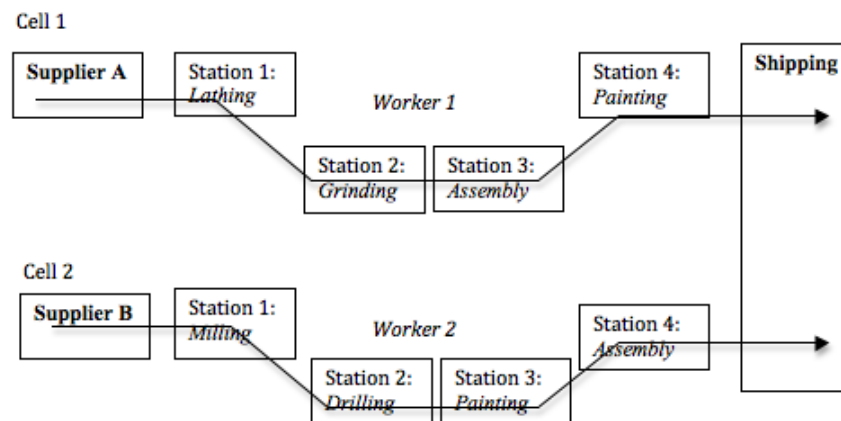 Cell 1
Supplier A
Station 1:
Lathing
Worker 1
Station 4:
Painting
Shipping
Station 2:
Grinding
Station 3:
Assembly
Cell 2
Supplier B
Station 1:
Milling
Worker 2
Station 4:
Assembly
Station 2:
Drilling
Station 3:
Painting